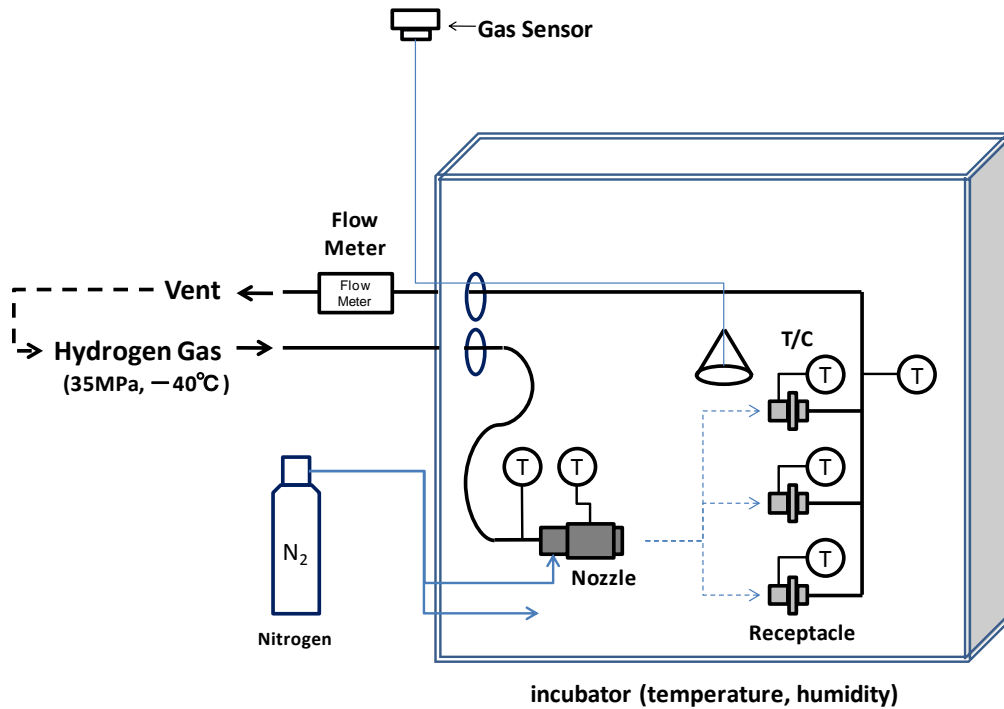 Gas Sensor
Flow
Meter
Flow
Meter
Vent
Hydrogen Gas
(35MPa, －40℃)
T/C
T
T
T
T
T
T
N2
Nozzle
Nitrogen
Receptacle
incubator (temperature, humidity)